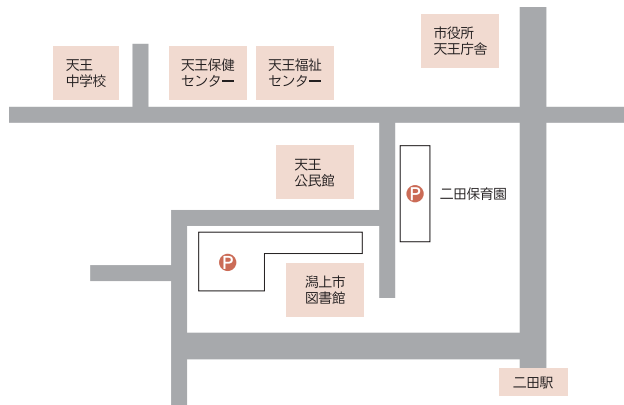 市役所
天王庁舎
天王
中学校
天王保健
センター
天王福祉
センター
天王
公民館
P
二田保育園
P
潟上市
図書館
二田駅